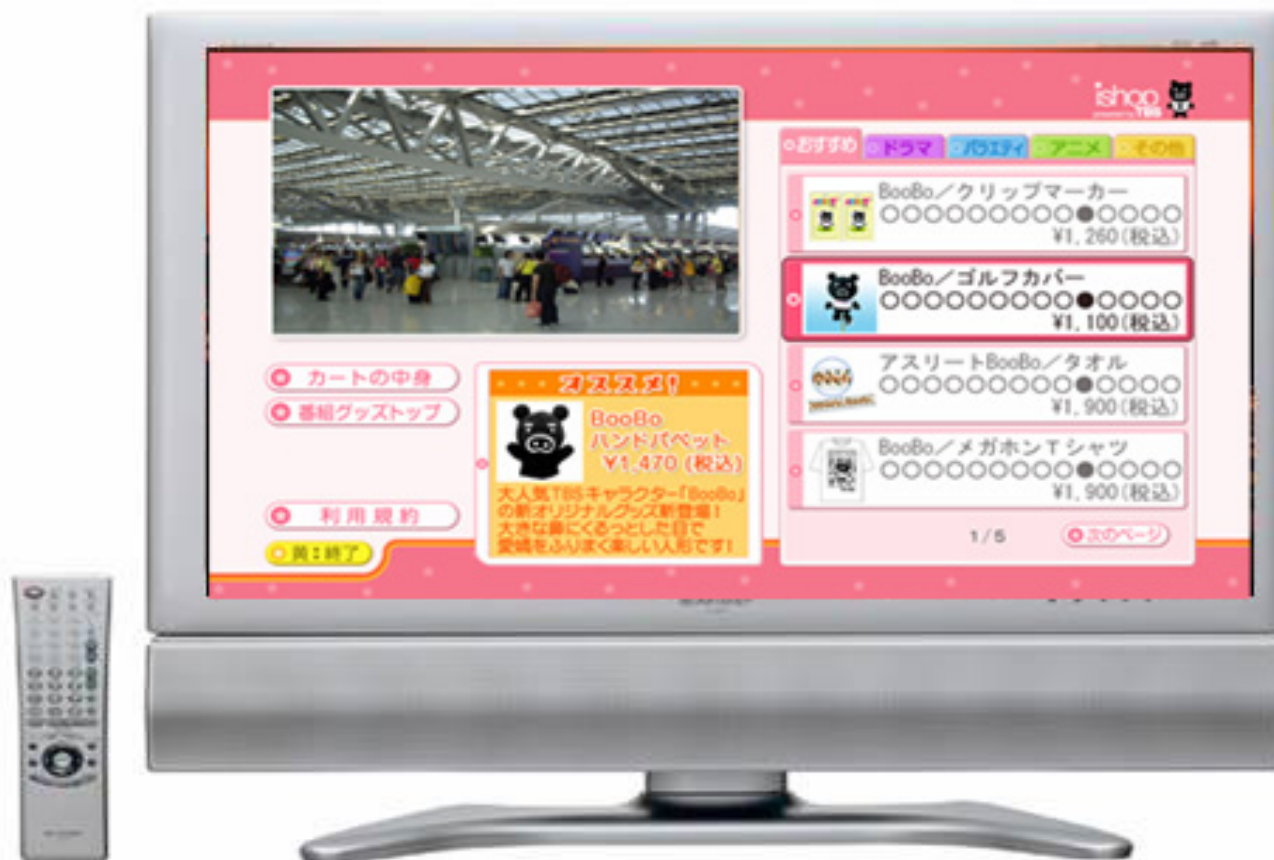 ishop
powered by TBS
おすすめ
ドラマ
バラエティ
アニメ
その他
BooBo／クリップマーカー
○○○○○○○○○●○○○○
¥1,260(税込)
BooBo／ゴルフカバー
○○○○○○○○○●○○○○
¥1,100(税込)
アスリートBooBo／タオル
○○○○○○○○○●○○○○
¥1,900(税込)
BooBo／メガホンTシャツ
○○○○○○○○○●○○○○
¥1,900(税込)
1/5
次のページ
カートの中身
番組グッズトップ
利用規約
黄:終了
オススメ!
BooBo
ハンドパペット
¥1,470 (税込)
大人気TBSキャラクター「BooBo」
の新オリジナルグッズ新登場!
大きな鼻にくるっとした目で
愛嬌をふりまく楽しい人形です!